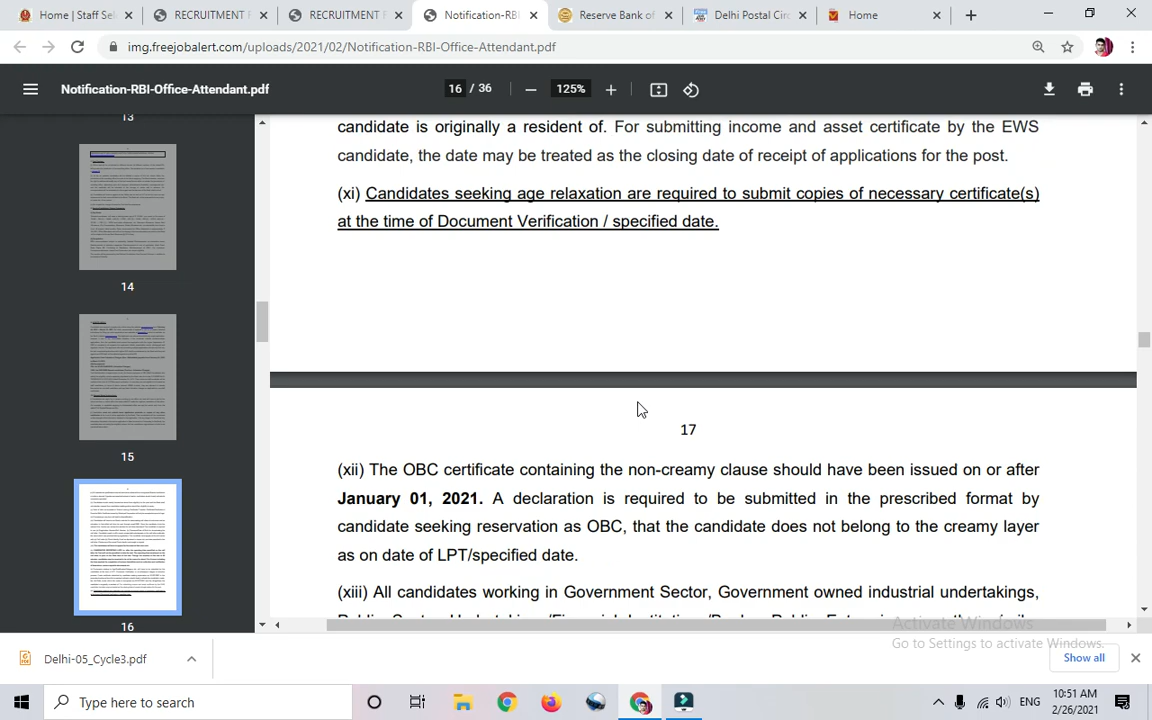 Home | Staff Sel
RECRUITMENT F
RECRUITMENT F
Notification-RBI
Reserve Bank of
Delhi Postal Circ
Home
img.freejobalert.com/uploads/2021/02/Notification-RBI-Office-Attendant.pdf
Notification-RBI-Office-Attendant.pdf
16 / 36
125%
13
14
15
16
candidate is originally a resident of. For submitting income and asset certificate by the EWS
candidate, the date may be treated as the closing date of receipt of applications for the post.
(xi) Candidates seeking age relaxation are required to submit copies of necessary certificate(s)
at the time of Document Verification / specified date.
17
(xii) The OBC certificate containing the non-creamy clause should have been issued on or after
January 01, 2021. A declaration is required to be submitted in the prescribed format by
candidate seeking reservation as OBC, that the candidate does not belong to the creamy layer
as on date of LPT/specified date.
(xiii) All candidates working in Government Sector, Government owned industrial undertakings,
Activate Windows
Go to Settings to activate Windows.
Delhi-05_Cycle3.pdf
Show all
Type here to search
ENG
10:51 AM
2/26/2021